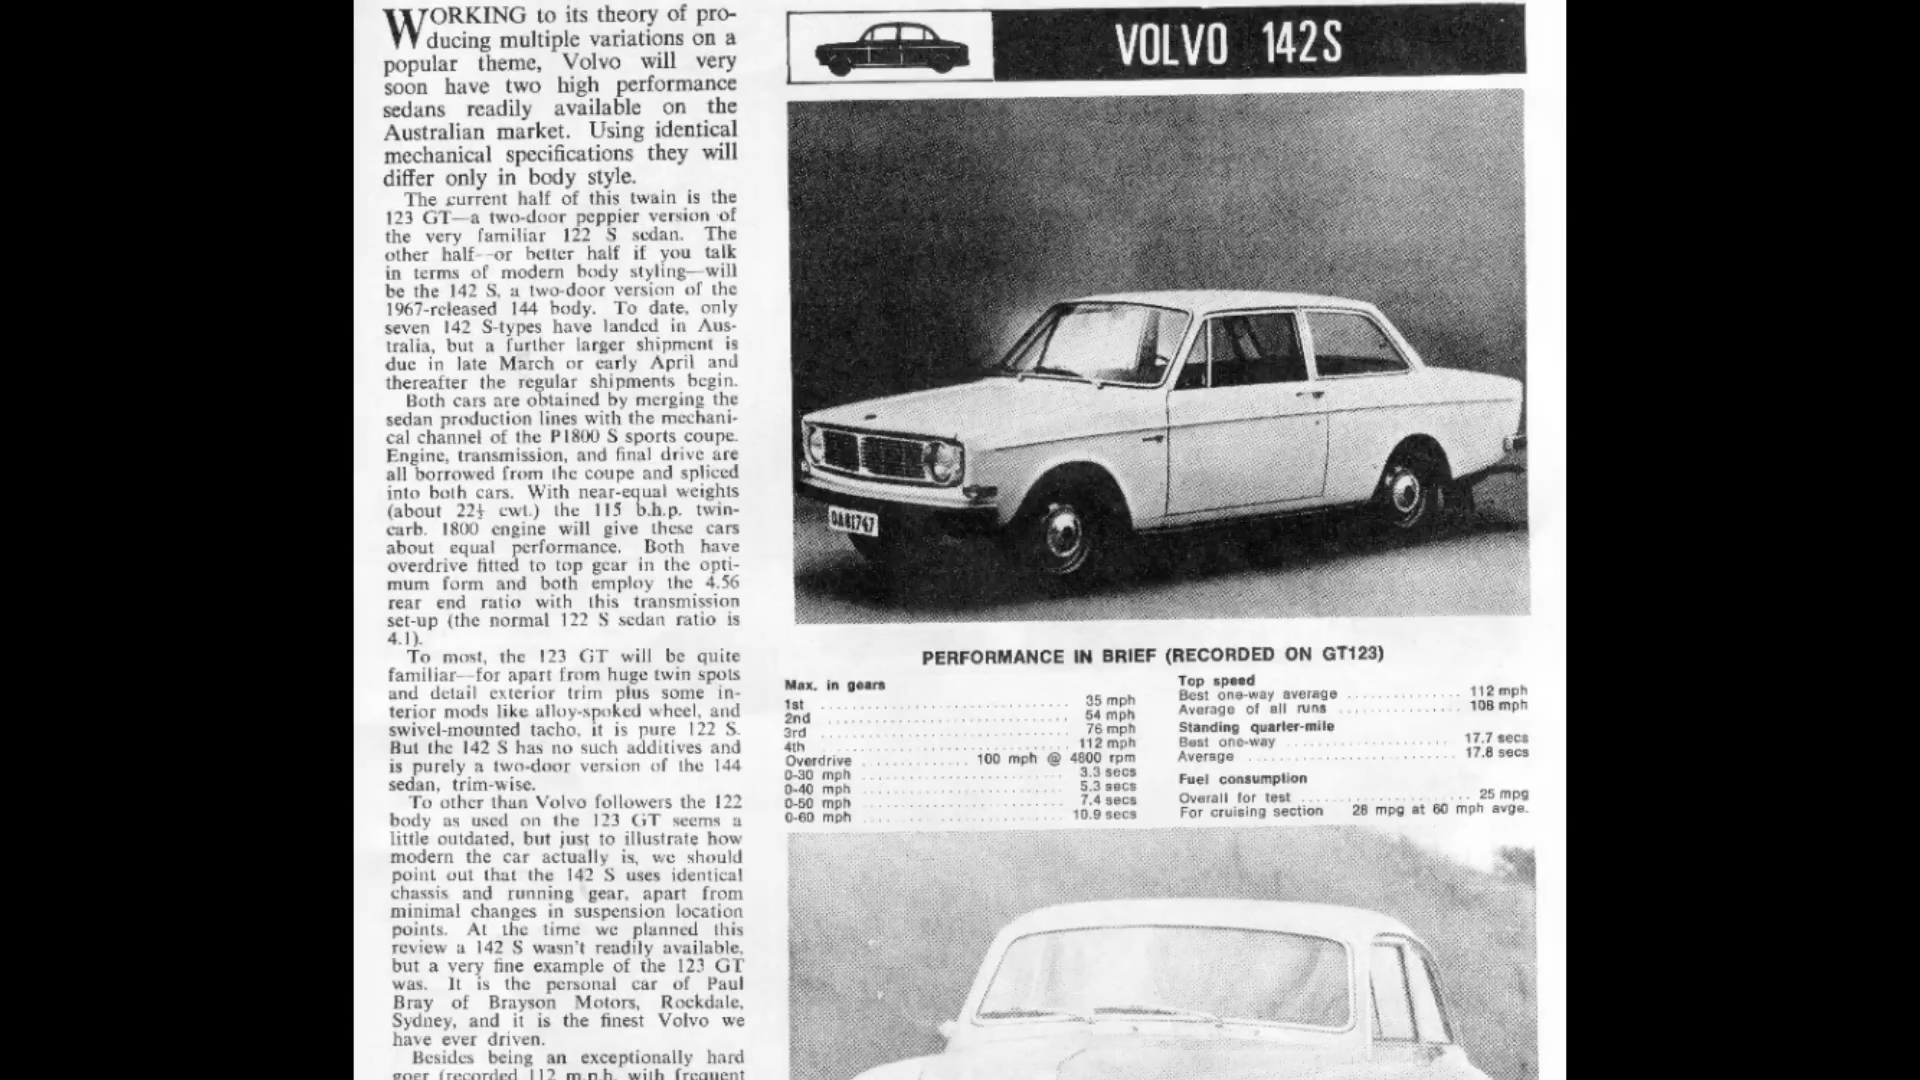 WORKING to its theory of pro-
ducing multiple variations on a
popular theme, Volvo will very
soon have two high performance
sedans readily available on the
Australian market. Using identical
mechanical specifications they will
differ only in body style.
The current half of this twain is the
123 GT—a two-door peppier version of
the very familiar 122 S sedan. The
other half—or better half if you talk
in terms of modern body styling—will
be the 142 S, a two-door version of the
1967-released 144 body. To date, only
seven 142 S-types have landed in Aus-
tralia, but a further larger shipment is
due in late March or early April and
thereafter the regular shipments begin.
Both cars are obtained by merging the
sedan production lines with the mechani-
cal channel of the P1800 S sports coupe.
Engine, transmission, and final drive are
all borrowed from the coupe and spliced
into both cars. With near-equal weights
(about 22½ cwt.) the 115 b.h.p. twin-
carb. 1800 engine will give these cars
about equal performance. Both have
overdrive fitted to top gear in the opti-
mum form and both employ the 4.56
rear end ratio with this transmission
set-up (the normal 122 S sedan ratio is
4.1).
To most, the 123 GT will be quite
familiar—for apart from huge twin spots
and detail exterior trim plus some in-
terior mods like alloy-spoked wheel, and
swivel-mounted tacho, it is pure 122 S.
But the 142 S has no such additives and
is purely a two-door version of the 144
sedan, trim-wise.
To other than Volvo followers the 122
body as used on the 123 GT seems a
little outdated, but just to illustrate how
modern the car actually is, we should
point out that the 142 S uses identical
chassis and running gear, apart from
minimal changes in suspension location
points. At the time we planned this
review a 142 S wasn't readily available,
but a very fine example of the 123 GT
was. It is the personal car of Paul
Bray of Brayson Motors, Rockdale,
Sydney, and it is the finest Volvo we
have ever driven.
Besides being an exceptionally hard
goer (recorded 112 m.p.h. with frequent
VOLVO 142S
OA81747
PERFORMANCE IN BRIEF (RECORDED ON GT123)
Max. in gears
1st 35 mph
2nd 54 mph
3rd 76 mph
4th 112 mph
Overdrive 100 mph @ 4800 rpm
0-30 mph 3.3 secs
0-40 mph 5.3 secs
0-50 mph 7.4 secs
0-60 mph 10.9 secs
Top speed
Best one-way average 112 mph
Average of all runs 108 mph
Standing quarter-mile
Best one-way 17.7 secs
Average 17.8 secs
Fuel consumption
Overall for test 25 mpg
For cruising section 28 mpg at 60 mph avge.